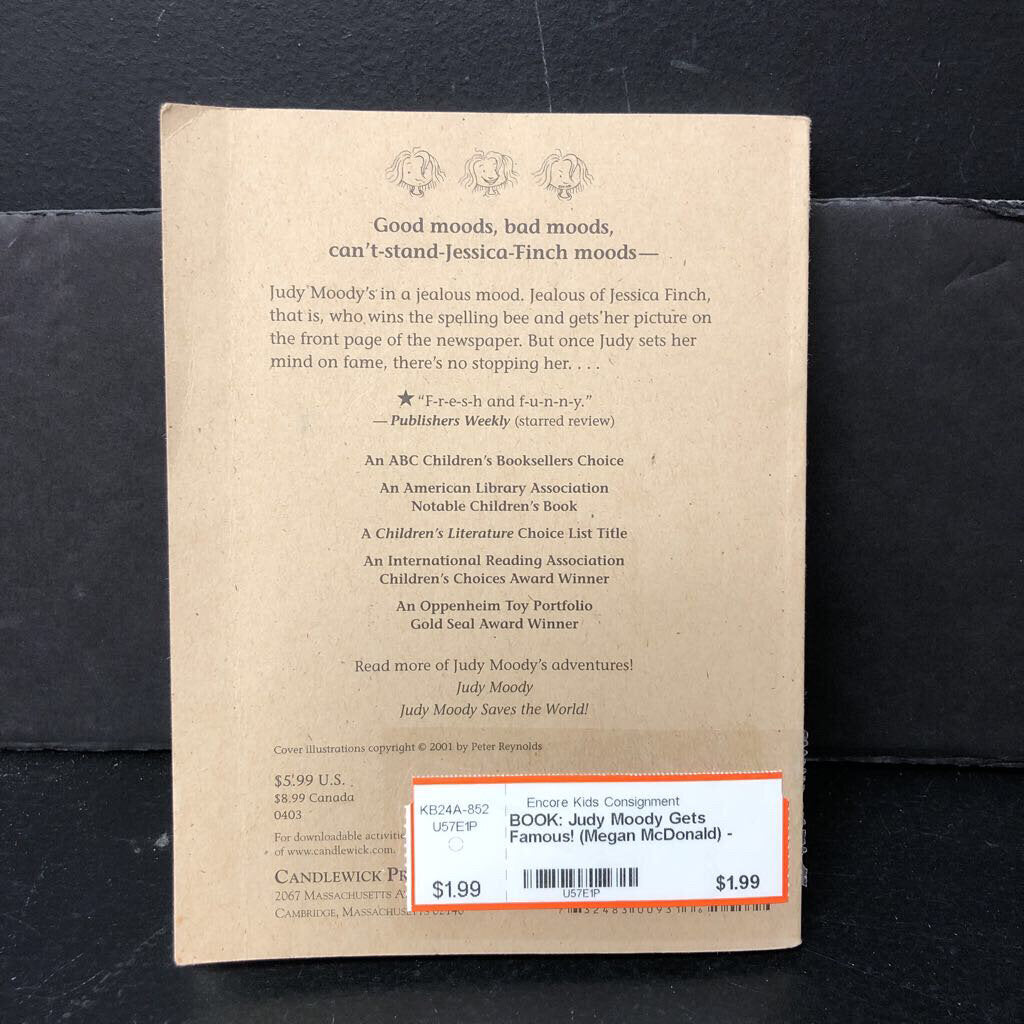 Good moods, bad moods,
can't-stand-Jessica-Finch moods—
Judy Moody's in a jealous mood. Jealous of Jessica Finch,
that is, who wins the spelling bee and gets her picture on
the front page of the newspaper. But once Judy sets her
mind on fame, there's no stopping her. . . .
★ "F-r-e-s-h and f-u-n-n-y."
— Publishers Weekly (starred review)
An ABC Children's Booksellers Choice
An American Library Association
Notable Children's Book
A Children's Literature Choice List Title
An International Reading Association
Children's Choices Award Winner
An Oppenheim Toy Portfolio
Gold Seal Award Winner
Read more of Judy Moody's adventures!
Judy Moody
Judy Moody Saves the World!
Cover illustrations copyright © 2001 by Peter Reynolds
$5.99 U.S.
$8.99 Canada
0403
For downloadable
of www.candlewick.com.
CANDLEWICK
2067 MASSACHUSETTS
CAMBRIDGE, 02140
KB24A-852
U57E1P
$1.99
Encore Kids Consignment
BOOK: Judy Moody Gets
Famous! (Megan McDonald) -
U57E1P
$1.99